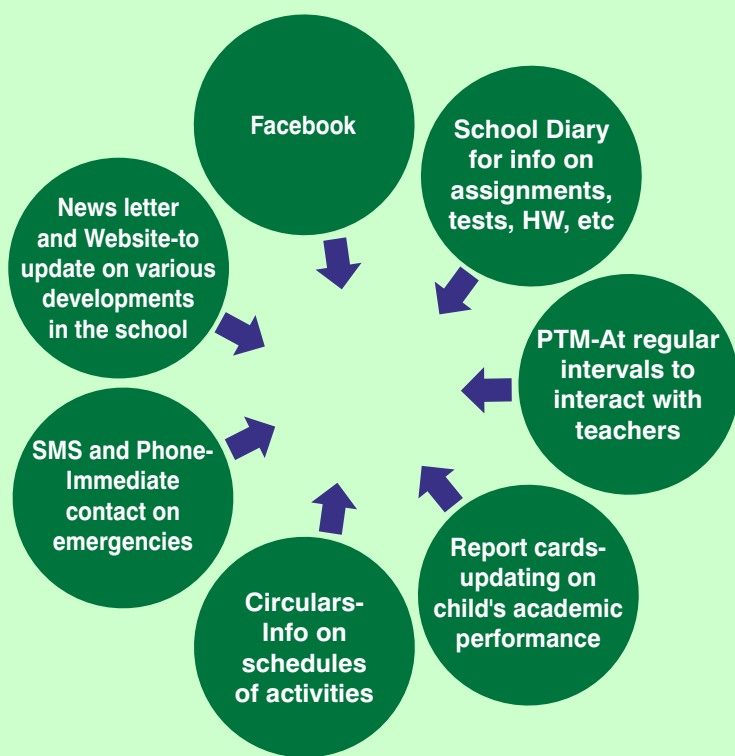 Facebook
School Diary
for info on
assignments,
tests, HW, etc
PTM-At regular
intervals to
interact with
teachers
Report cards-
updating on
child's academic
performance
Circulars-
Info on
schedules
of activities
SMS and Phone-
Immediate
contact on
emergencies
News letter
and Website-to
update on various
developments
in the school